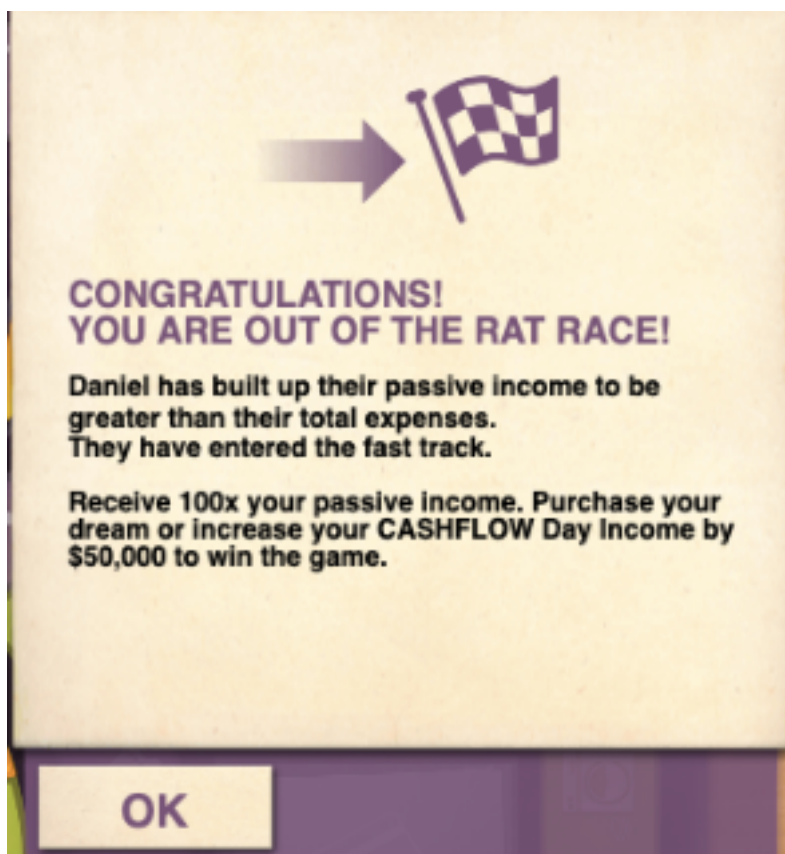 CONGRATULATIONS!
YOU ARE OUT OF THE RAT RACE!
Daniel has built up their passive income to be
greater than their total expenses.
They have entered the fast track.
Receive 100x your passive income. Purchase your
dream or increase your CASHFLOW Day Income by
$50,000 to win the game.
OK